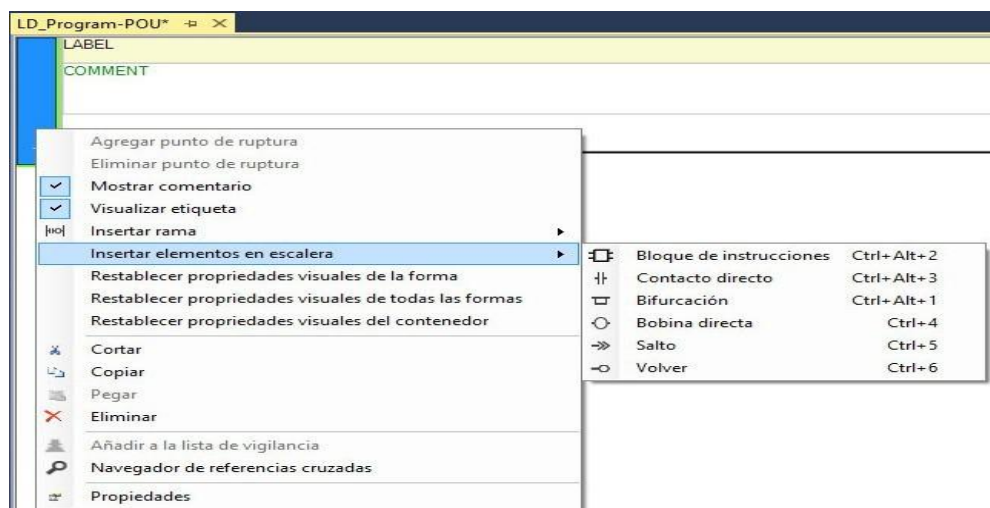 LD_Program-POU*
LABEL
COMMENT
Agregar punto de ruptura
Eliminar punto de ruptura
Mostrar comentario
Visualizar etiqueta
Insertar rama
Insertar elementos en escalera
Restablecer propriedades visuales de la forma
Restablecer propriedades visuales de todas las formas
Restablecer propriedades visuales del contenedor
Cortar
Copiar
Pegar
Eliminar
Añadir a la lista de vigilancia
Navegador de referencias cruzadas
Propiedades
Bloque de instrucciones Ctrl+Alt+2
Contacto directo Ctrl+Alt+3
Bifurcación Ctrl+Alt+1
Bobina directa Ctrl+4
Salto Ctrl+5
Volver Ctrl+6